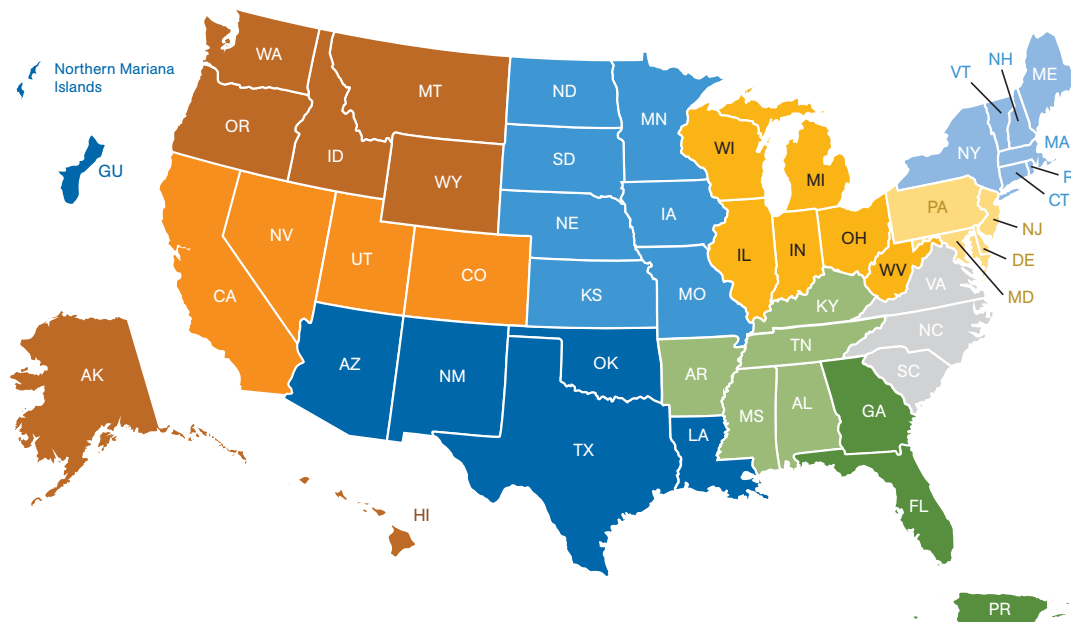 WA
Northern Mariana
Islands
MT
ND
MN
VT
NH
ME
OR
ID
SD
WI
MI
NY
MA
GU
WY
CT
NV
NE
IA
PA
NJ
UT
CO
IL
IN
OH
WV
DE
CA
KS
MO
KY
VA
MD
AK
AZ
NM
OK
AR
TN
NC
SC
TX
LA
MS
AL
GA
HI
FL
PR